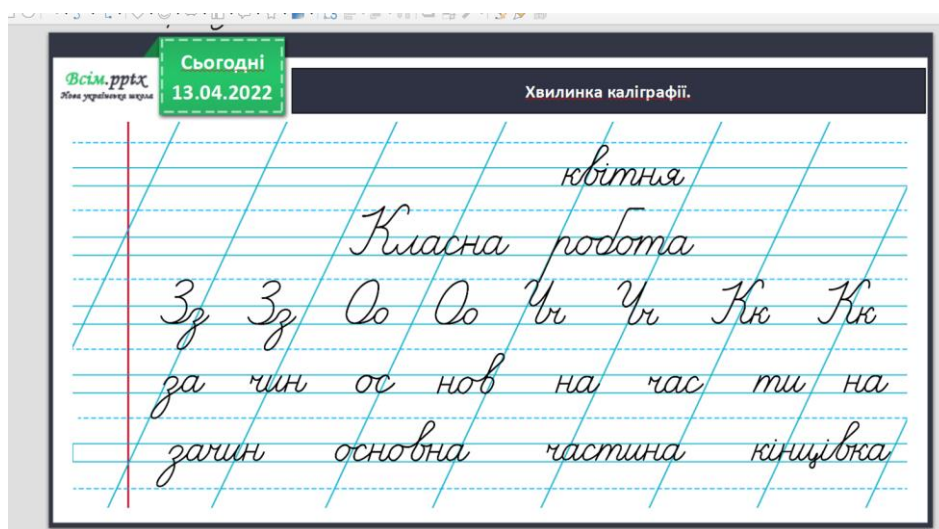 Всім.pptx
Нова українська школа
Сьогодні
13.04.2022
Хвилинка каліграфії.
квітня
Класна робота
Зз Зз Оо Оо Чч Чч Кк Кк
за чин ос нов на час ти на
зачин основна частина кінцівка